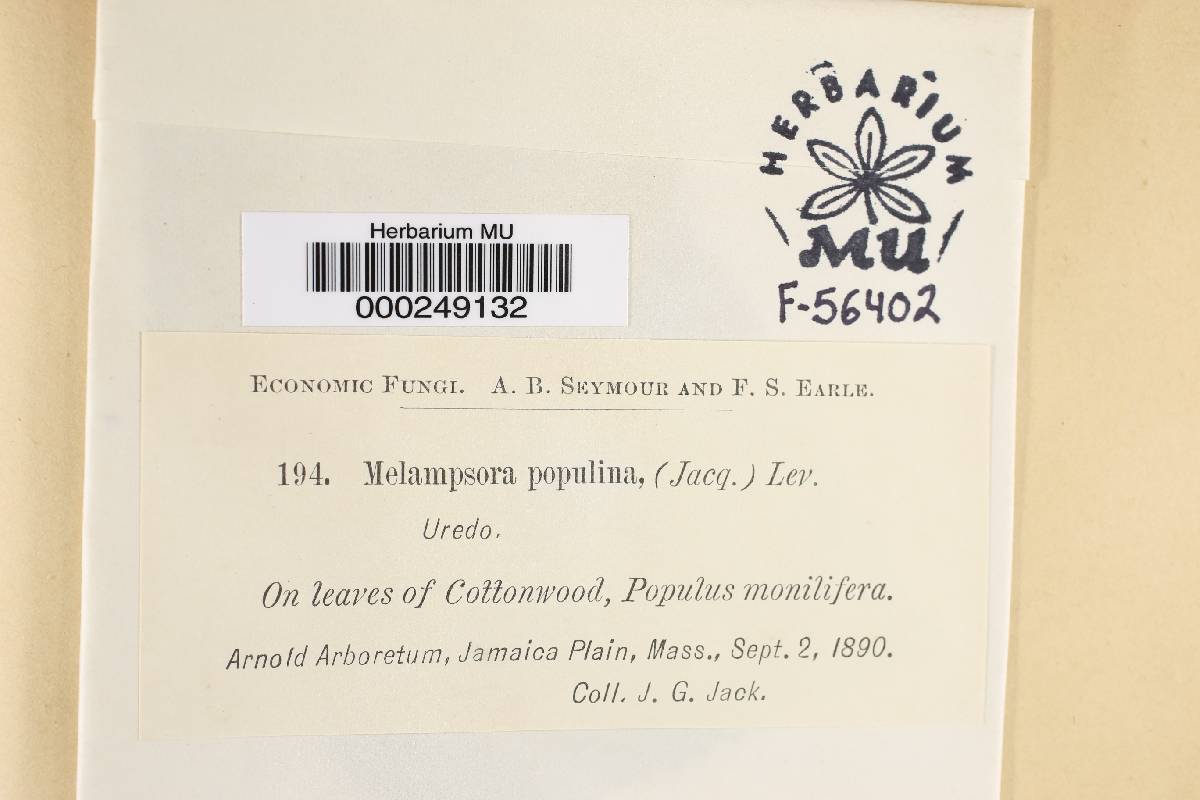 HERBARIUM
MU
F-56402
Herbarium MU
000249132
ECONOMIC FUNGI. A. B. SEYMOUR AND F. S. EARLE.
194. Melampsora populina, (Jacq.) Lev.
Uredo.
On leaves of Cottonwood, Populus monilifera.
Arnold Arboretum, Jamaica Plain, Mass., Sept. 2, 1890.
Coll. J. G. Jack.